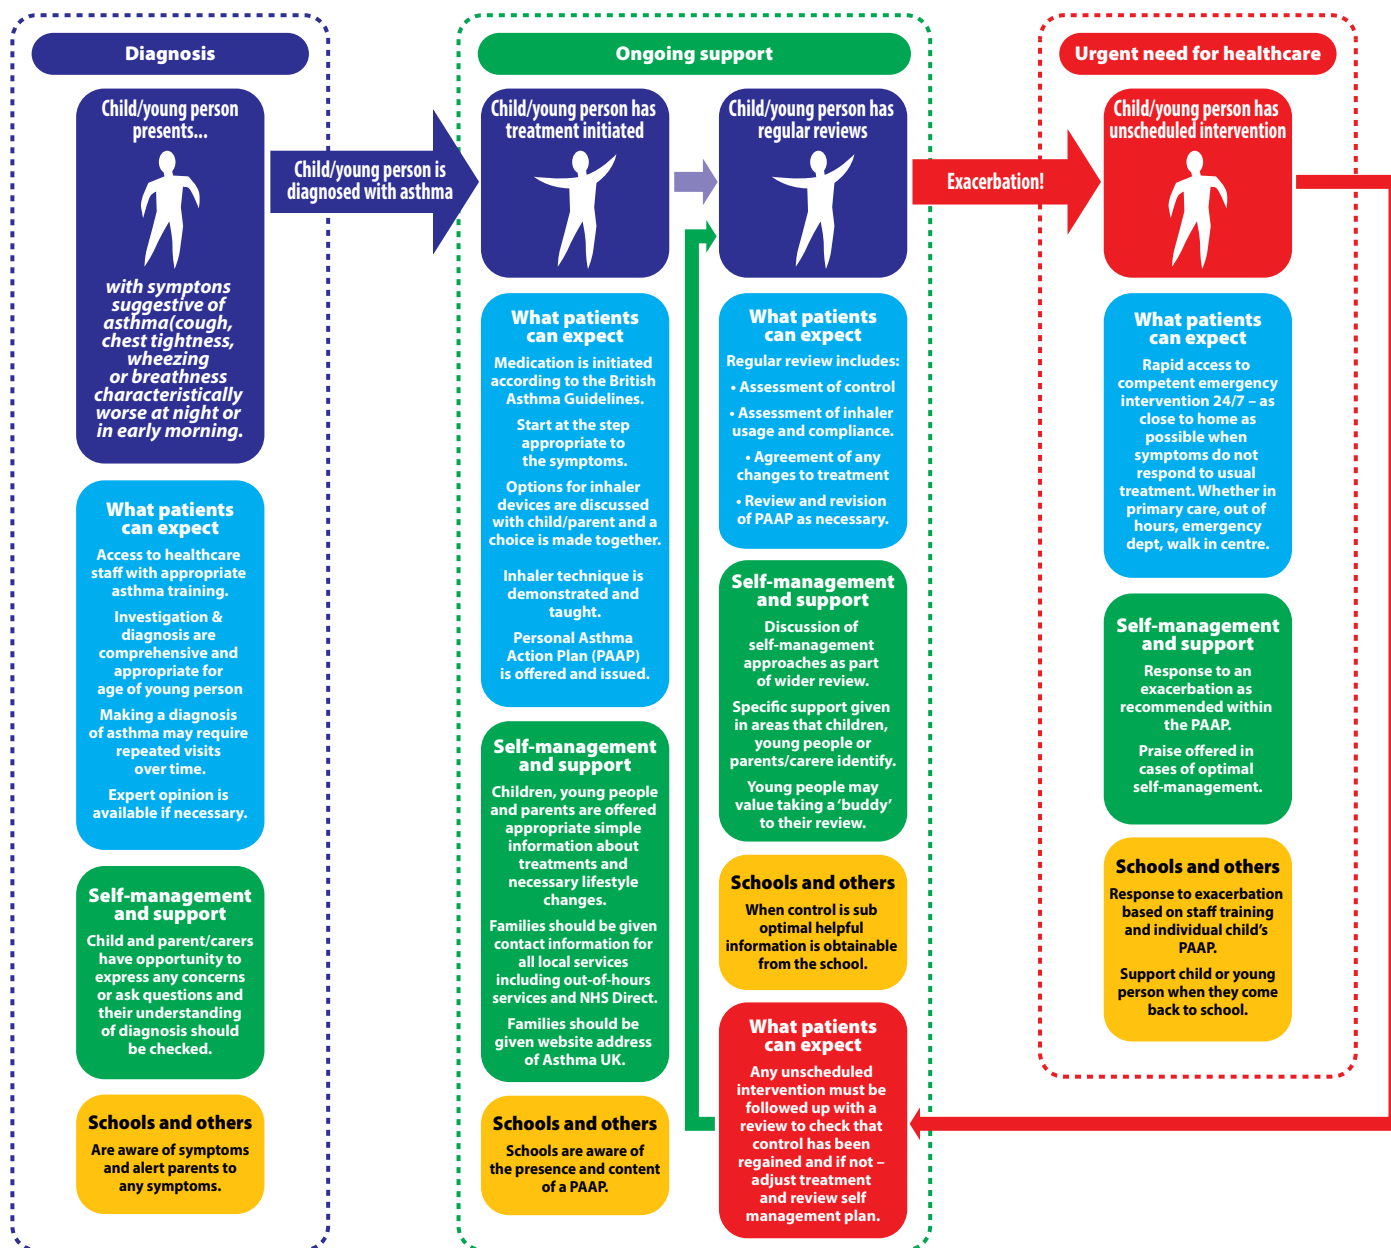 Diagnosis
Child/young person
presents...
with symptons
suggestive of
asthma(cough,
chest tightness,
wheezing
or breathness
characteristically
worse at night or
in early morning.
What patients
can expect
Access to healthcare
staff with appropriate
asthma training.
Investigation &
diagnosis are
comprehensive and
appropriate for
age of young person
Making a diagnosis
of asthma may require
repeated visits
over time.
Expert opinion is
available if necessary.
Self-management
and support
Child and parent/carers
have opportunity to
express any concerns
or ask questions and
their understanding
of diagnosis should
be checked.
Schools and others
Are aware of symptoms
and alert parents to
any symptoms.
Child/young person is
diagnosed with asthma
Ongoing support
Child/young person has
treatment initiated
What patients
can expect
Medication is initiated
according to the British
Asthma Guidelines.
Start at the step
appropriate to
the symptoms.
Options for inhaler
devices are discussed
with child/parent and a
choice is made together.
Inhaler technique is
demonstrated and
taught.
Personal Asthma
Action Plan (PAAP)
is offered and issued.
Self-management
and support
Children, young people
and parents are offered
appropriate simple
information about
treatments and
necessary lifestyle
changes.
Families should be given
contact information for
all local services
including out-of-hours
services and NHS Direct.
Families should be
given website address
of Asthma UK.
Schools and others
Schools are aware of
the presence and content
of a PAAP.
Child/young person has
regular reviews
What patients
can expect
Regular review includes:
• Assessment of control
• Assessment of inhaler
usage and compliance.
• Agreement of any
changes to treatment
• Review and revision
of PAAP as necessary.
Self-management
and support
Discussion of
self-management
approaches as part
of wider review.
Specific support given
in areas that children,
young people or
parents/carere identify.
Young people may
value taking a ‘buddy’
to their review.
Schools and others
When control is sub
optimal helpful
information is obtainable
from the school.
What patients
can expect
Any unscheduled
intervention must be
followed up with a
review to check that
control has been
regained and if not –
adjust treatment
and review self
management plan.
Exacerbation!
Urgent need for healthcare
Child/young person has
unscheduled intervention
What patients
can expect
Rapid access to
competent emergency
intervention 24/7 – as
close to home as
possible when
symptoms do not
respond to usual
treatment. Whether in
primary care, out of
hours, emergency
dept, walk in centre.
Self-management
and support
Response to an
exacerbation as
recommended within
the PAAP.
Praise offered in
cases of optimal
self-management.
Schools and others
Response to exacerbation
based on staff training
and individual child’s
PAAP.
Support child or young
person when they come
back to school.